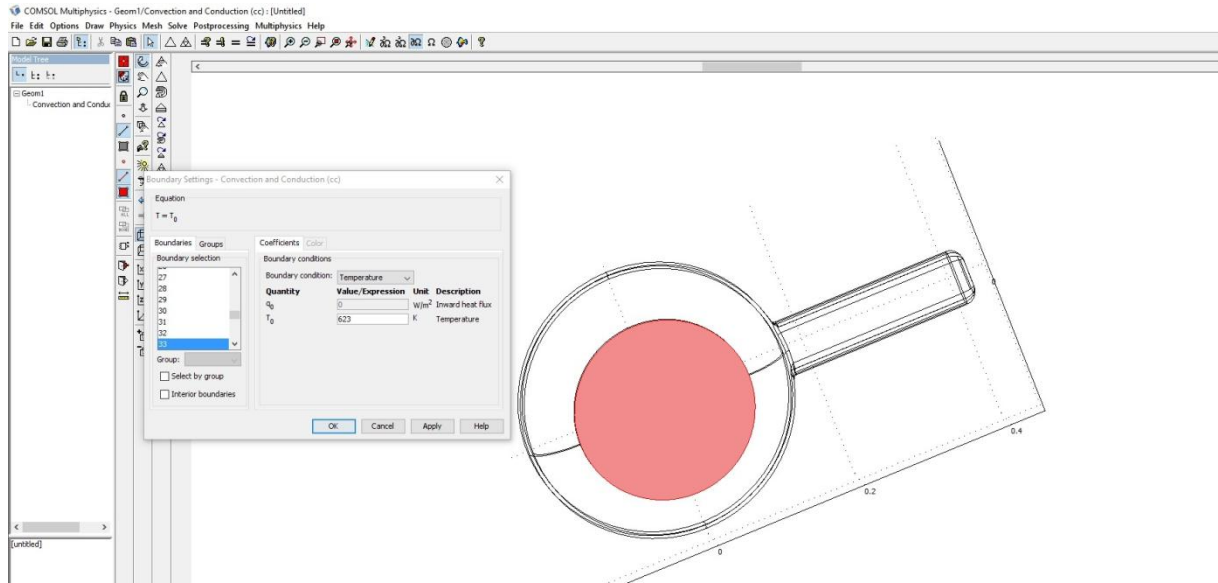 COMSOL Multiphysics - Geom1/Convection and Conduction (cc) : [Untitled]
File Edit Options Draw Physics Mesh Solve Postprocessing Multiphysics Help
Model Tree
Geom1
Convection and Condu
Boundary Settings - Convection and Conduction (cc)
Equation
T = T0
Boundaries Groups
Coefficients Color
Boundary selection
27
28
29
30
31
32
33
Group:
Select by group
Interior boundaries
Boundary conditions
Boundary condition: Temperature
Quantity Value/Expression Unit Description
q0 0 W/m² Inward heat flux
T0 623 K Temperature
OK Cancel Apply Help
0
0.4
0.2
0
[untitled]